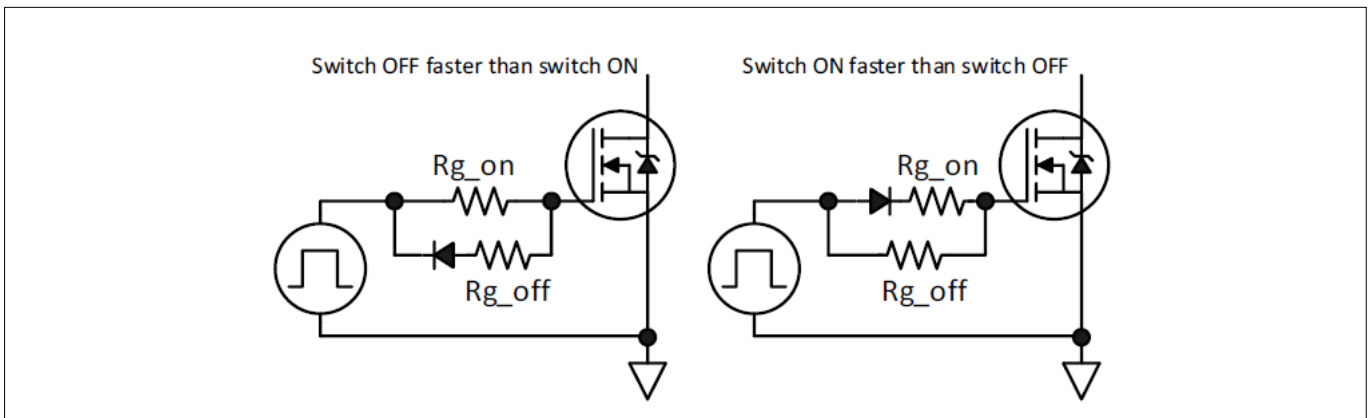 Switch OFF faster than switch ON
Rg_on
Rg_off
Switch ON faster than switch OFF
Rg_on
Rg_off